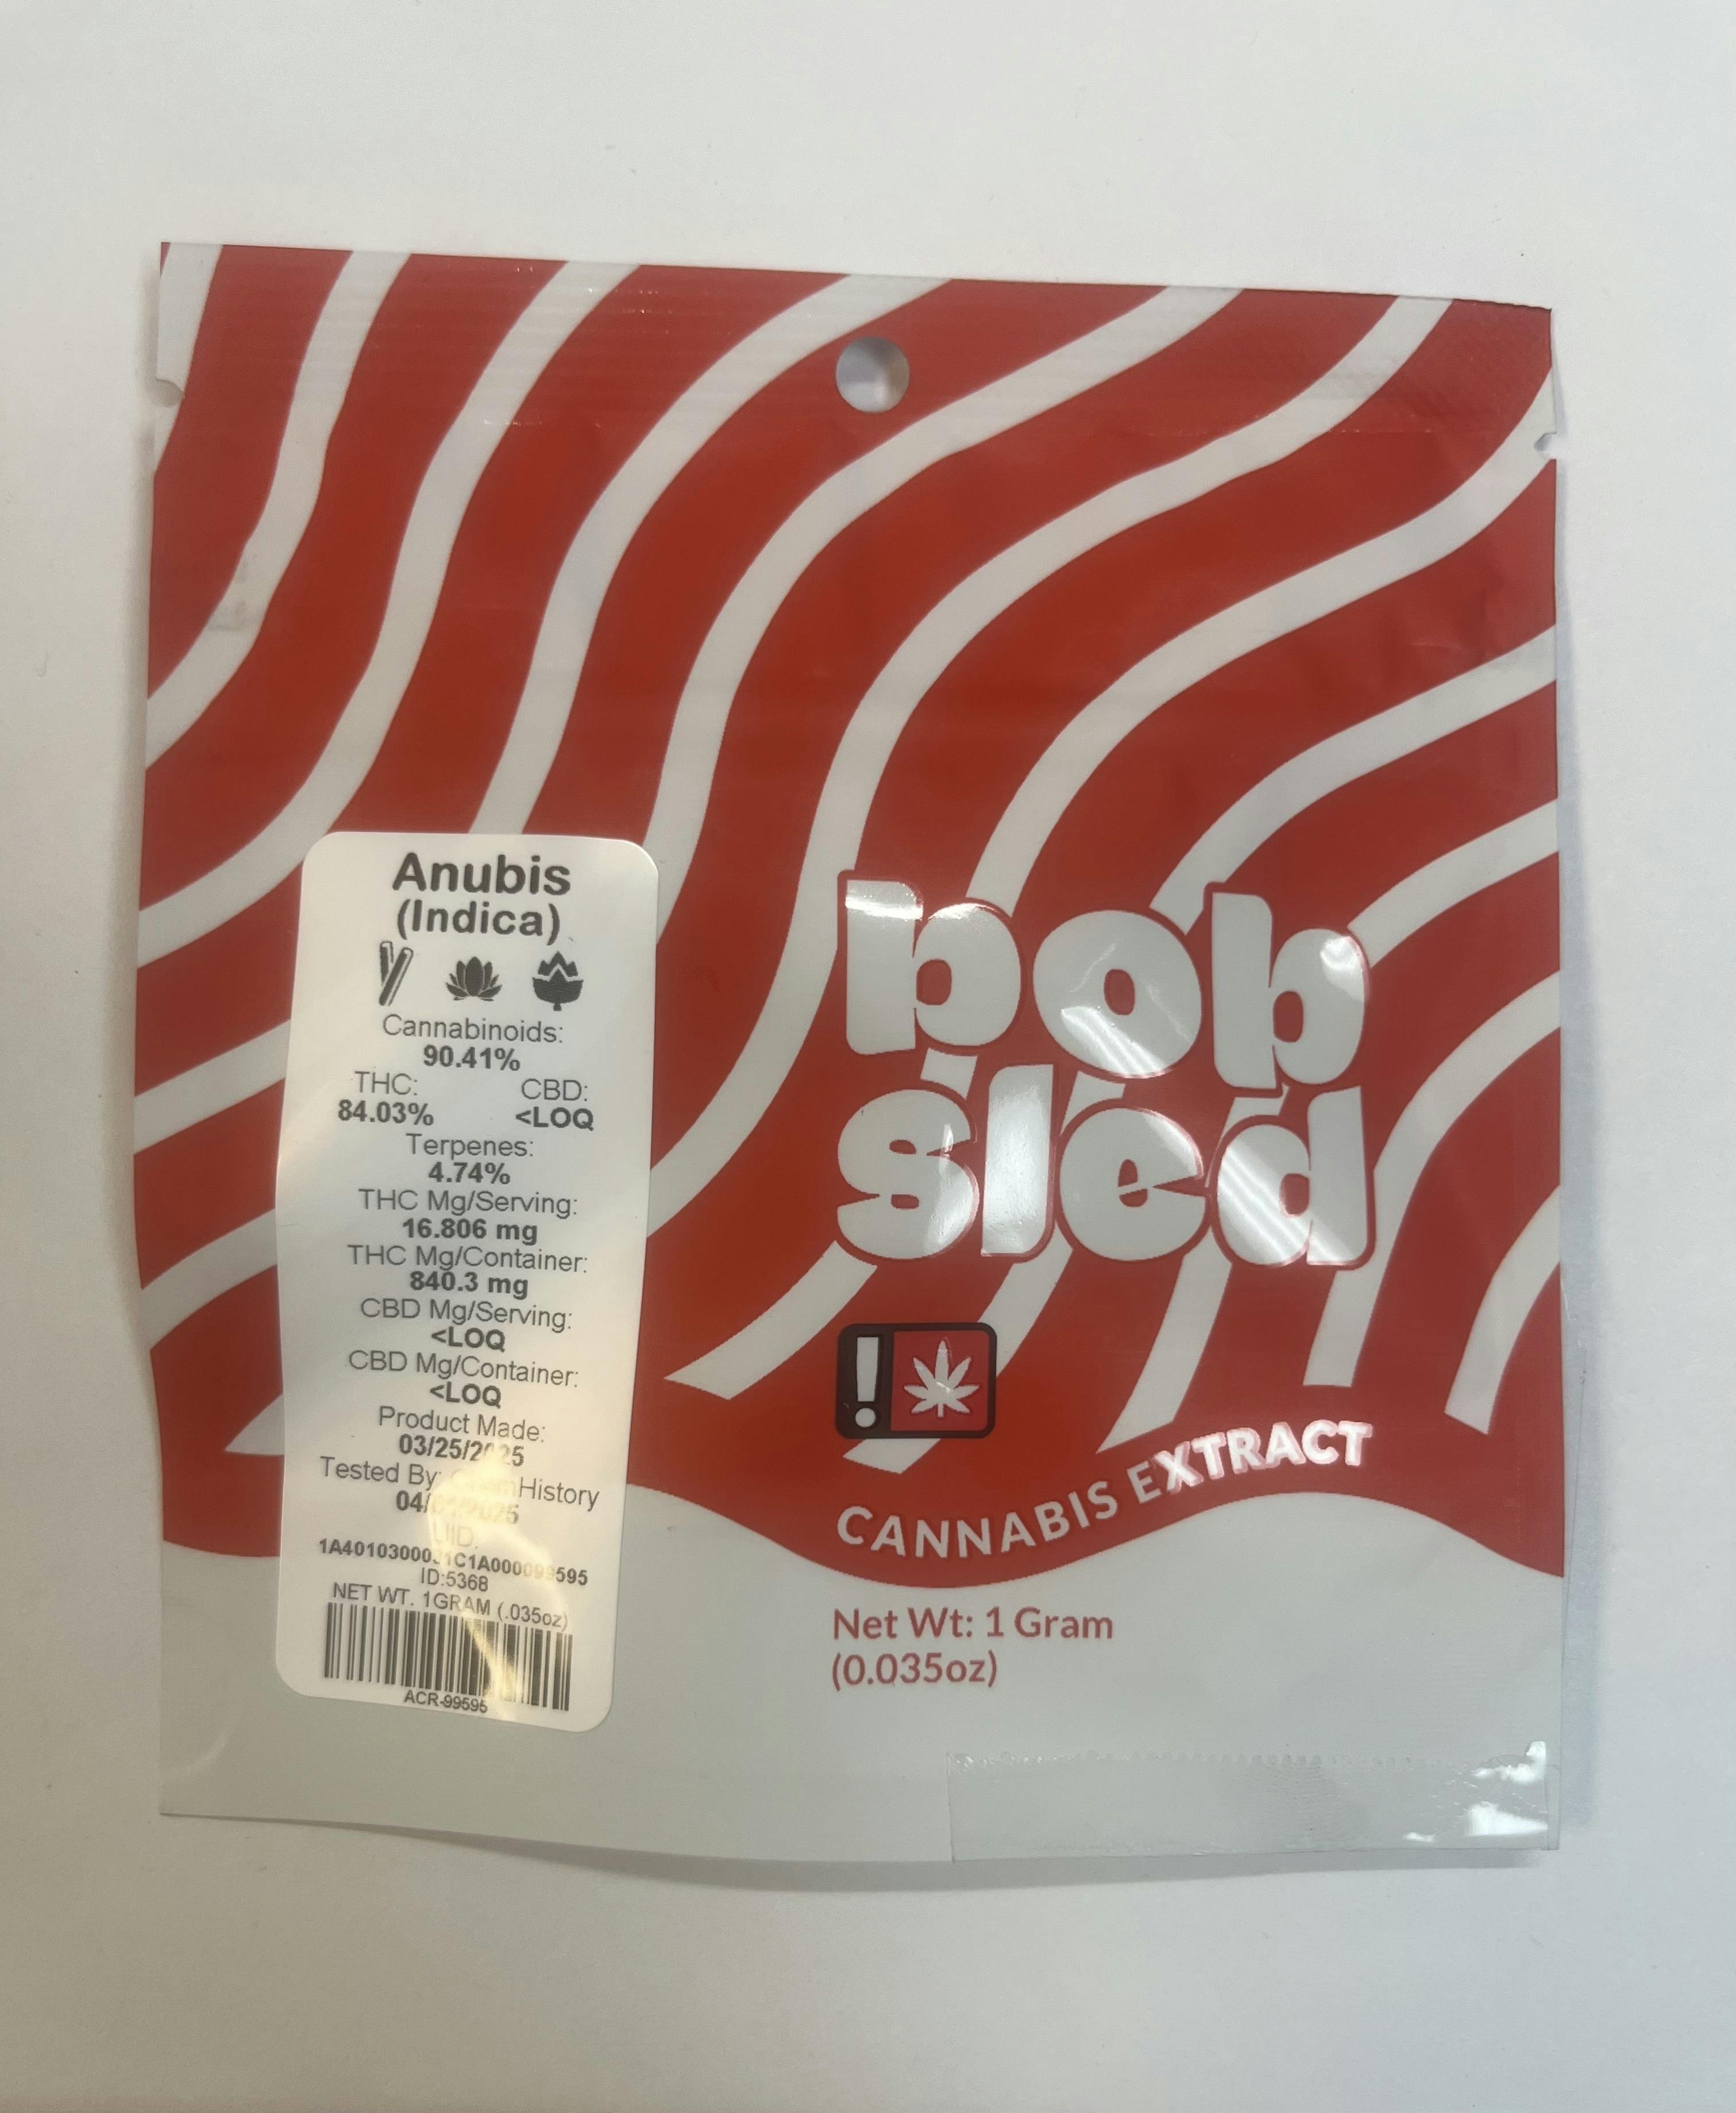 Anubis
(Indica)
Cannabinoids:
90.41%
THC: CBD:
84.03% <LOQ
Terpenes:
4.74%
THC Mg/Serving:
16.806 mg
THC Mg/Container:
840.3 mg
CBD Mg/Serving:
<LOQ
CBD Mg/Container:
<LOQ
Product Made:
03/25/2025
Tested By: ChemHistory
UID:
ID:5368
NET WT. 1GRAM (.035oz)
ACR-99595
bob
sled
!
CANNABIS EXTRACT
Net Wt: 1 Gram
(0.035oz)